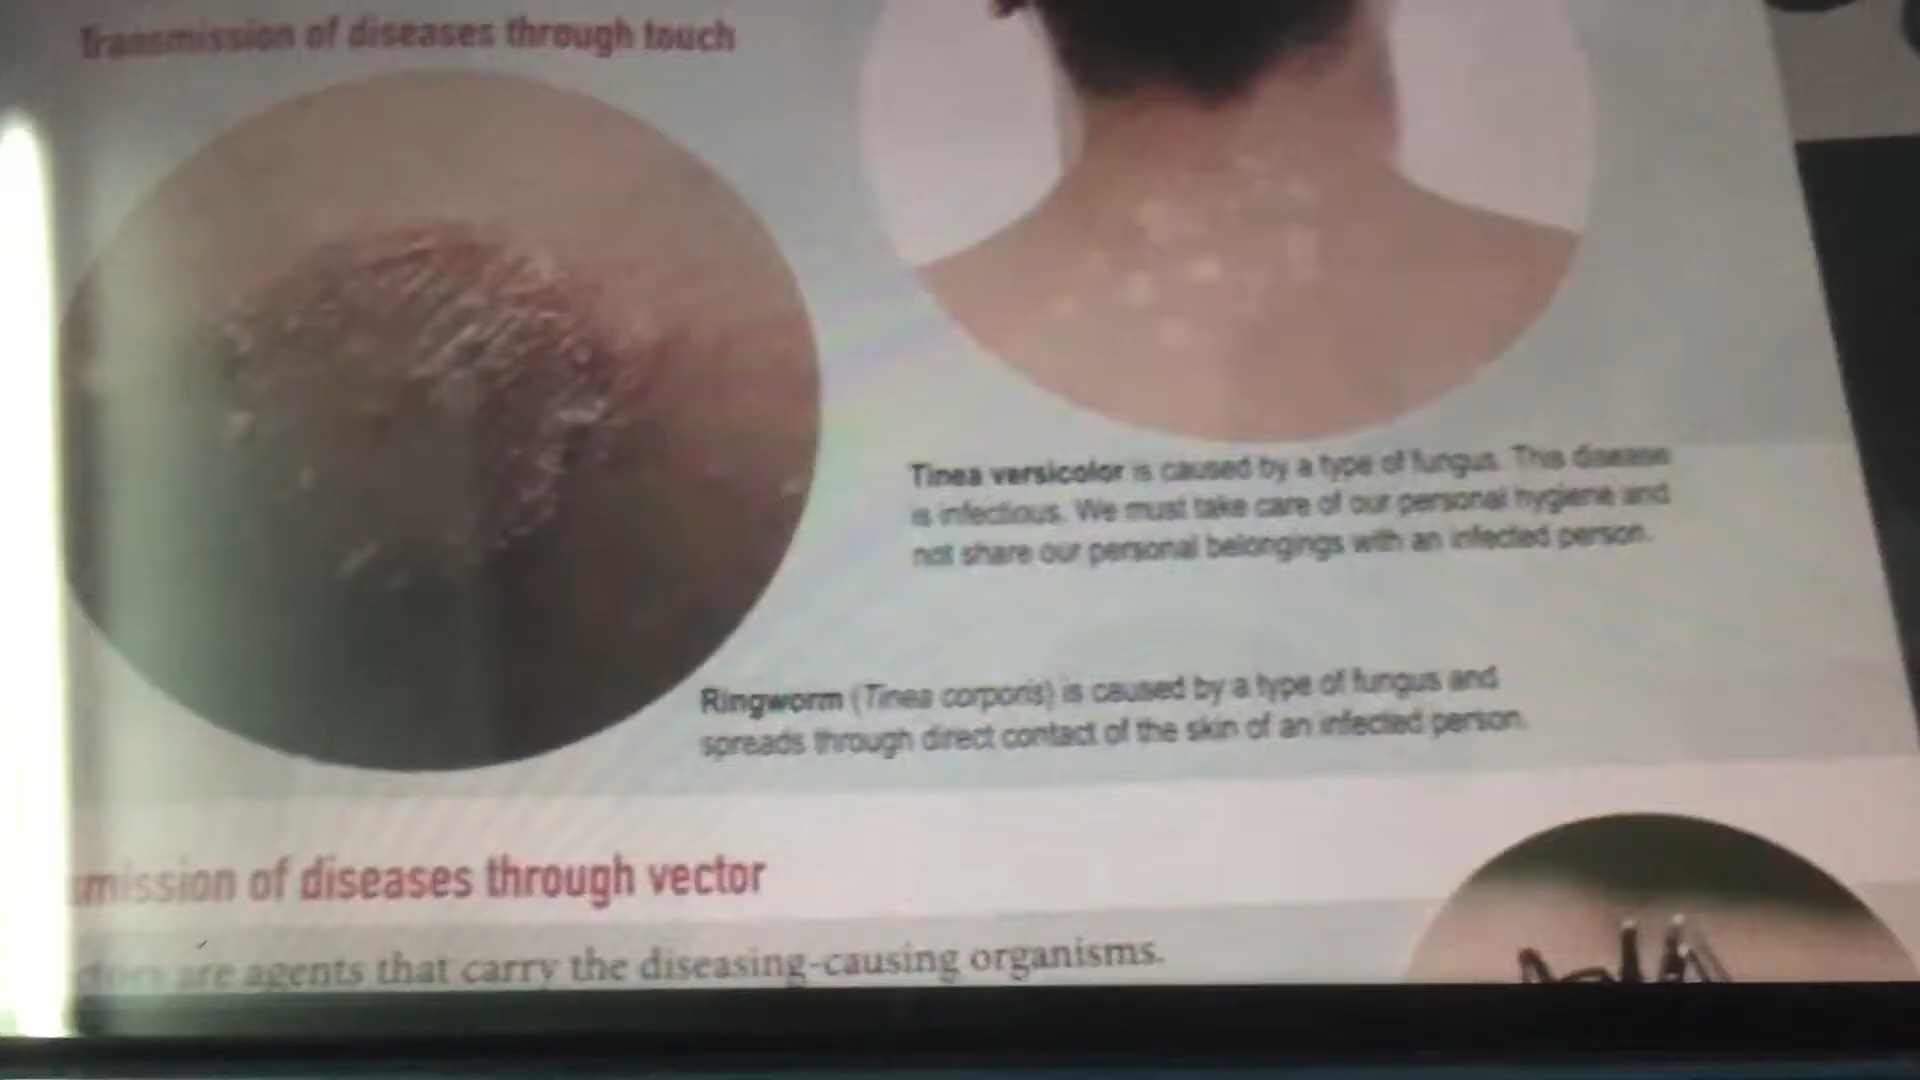 Transmission of diseases through touch
Tinea versicolor is caused by a type of fungus. This disease
is infectious. We must take care of our personal hygiene and
not share our personal belongings with an infected person.
Ringworm (Tinea corporis) is caused by a type of fungus and
spreads through direct contact of the skin of an infected person.
smission of diseases through vector
ctors are agents that carry the diseasing-causing organisms.